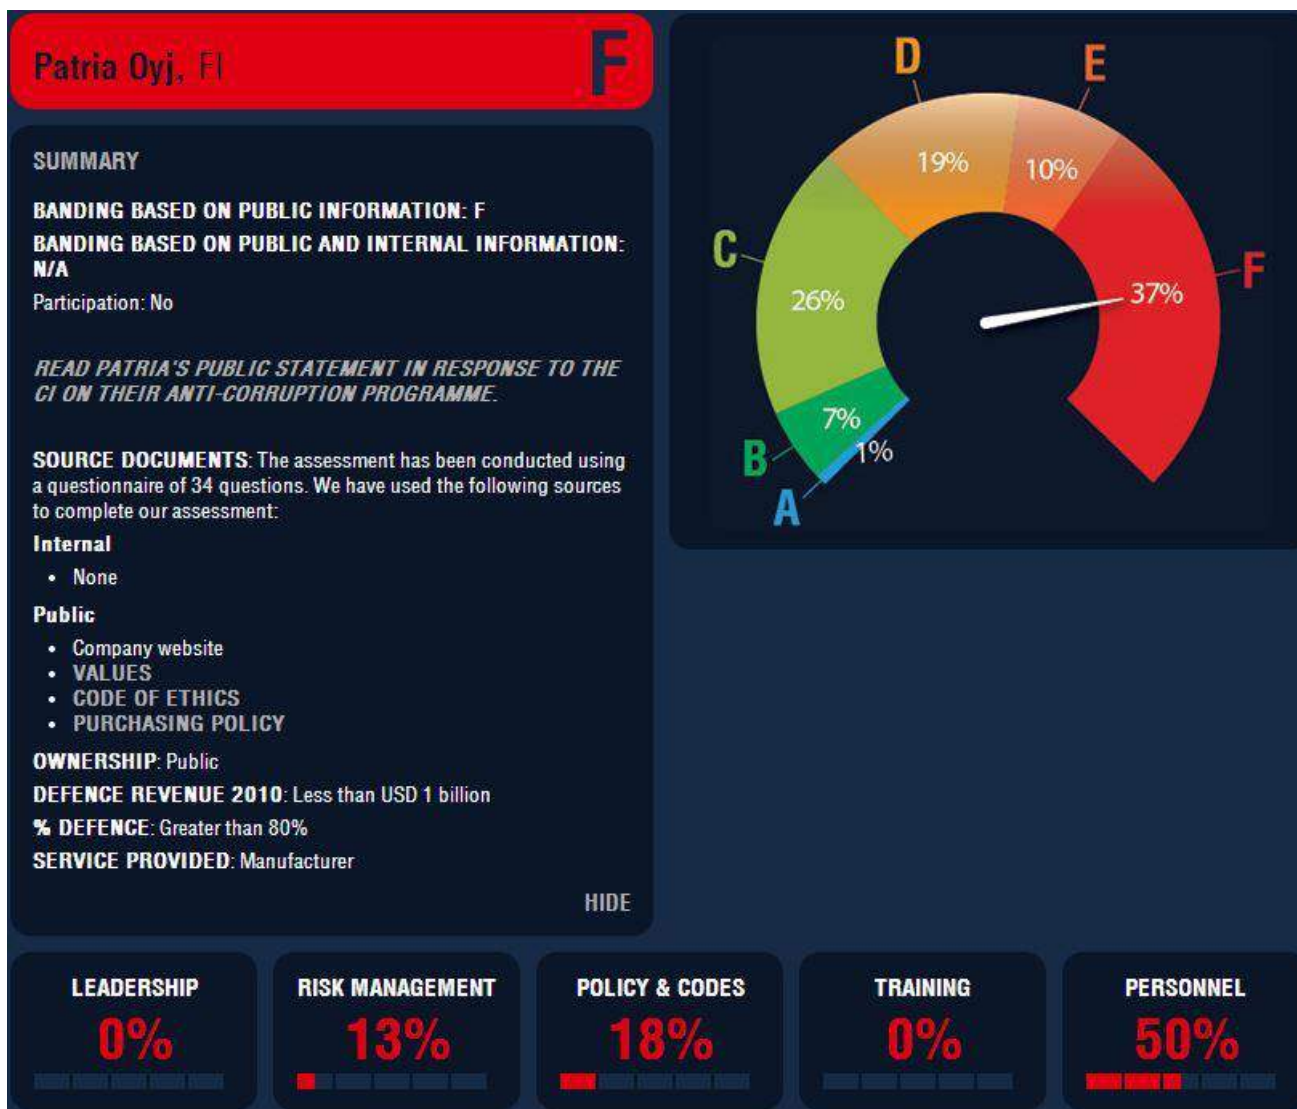 Patria Oyj, FI
F
SUMMARY
BANDING BASED ON PUBLIC INFORMATION: F
BANDING BASED ON PUBLIC AND INTERNAL INFORMATION:
N/A
Participation: No
READ PATRIA'S PUBLIC STATEMENT IN RESPONSE TO THE
CI ON THEIR ANTI-CORRUPTION PROGRAMME.
SOURCE DOCUMENTS: The assessment has been conducted using
a questionnaire of 34 questions. We have used the following sources
to complete our assessment:
Internal
• None
Public
• Company website
• VALUES
• CODE OF ETHICS
• PURCHASING POLICY
OWNERSHIP: Public
DEFENCE REVENUE 2010: Less than USD 1 billion
% DEFENCE: Greater than 80%
SERVICE PROVIDED: Manufacturer
HIDE
D
E
19%
10%
C
F
26%
37%
7%
B
1%
A
LEADERSHIP
0%
RISK MANAGEMENT
13%
POLICY & CODES
18%
TRAINING
0%
PERSONNEL
50%